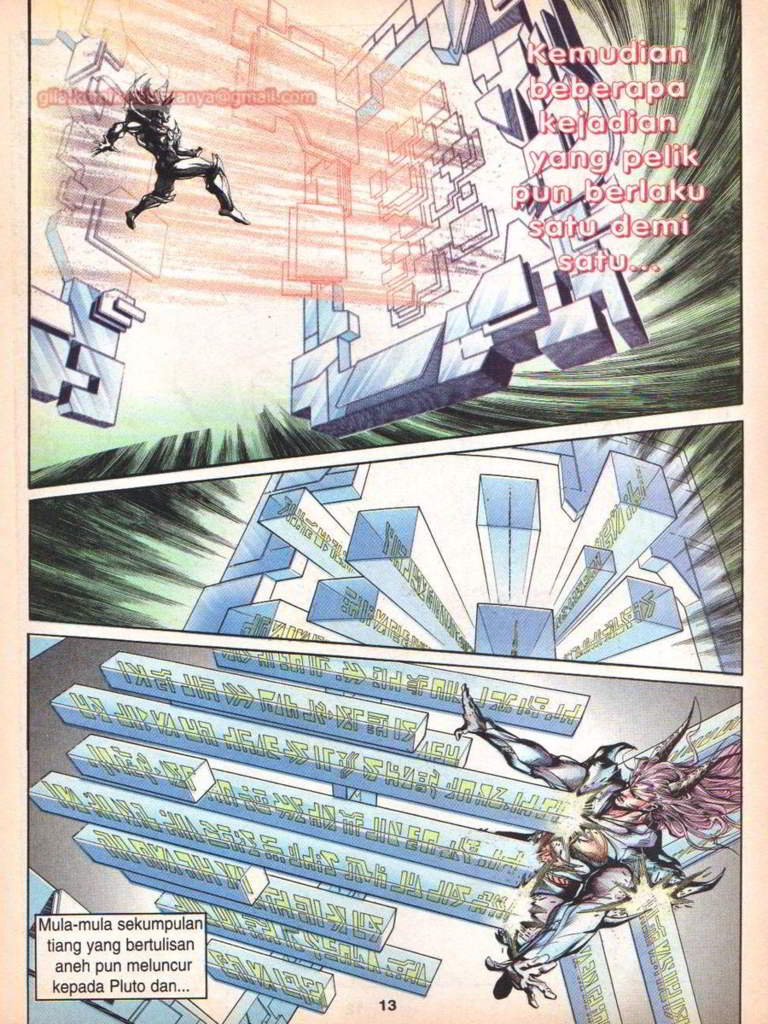 Kemudian
beberapa
kejadian
yang pelik
pun berlaku
satu demi
satu...
Mula-mula sekumpulan
tiang yang bertulisan
aneh pun meluncur
kepada Pluto dan...
13